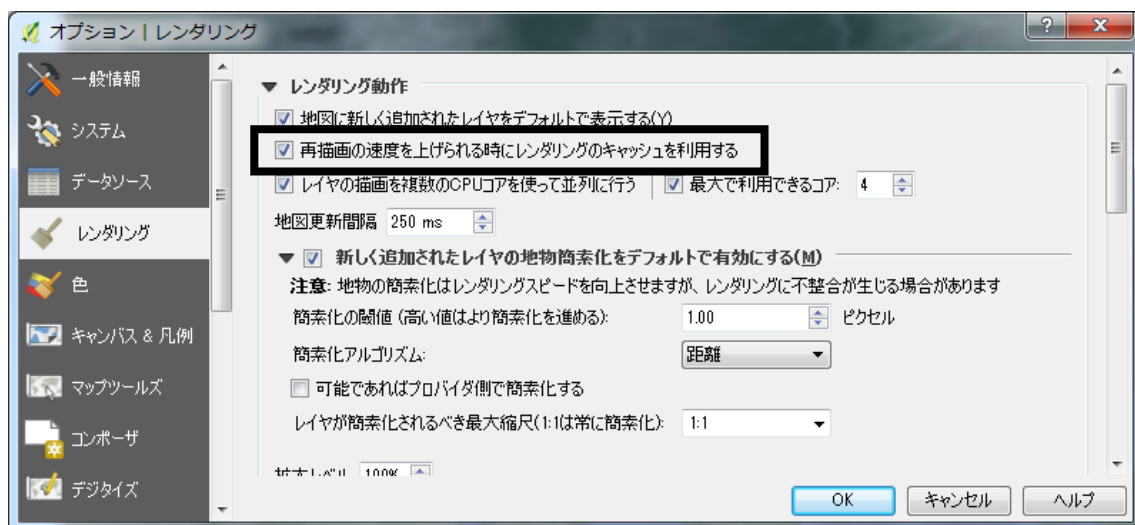 オプション | レンダリング
一般情報
システム
データソース
レンダリング
色
キャンバス & 凡例
マップツールズ
コンポーザ
デジタイズ
▼ レンダリング動作
地図に新しく追加されたレイヤをデフォルトで表示する(Y)
再描画の速度を上げられる時にレンダリングのキャッシュを利用する
レイヤの描画を複数のCPUコアを使って並列に行う 最大で利用できるコア: 4
地図更新間隔 250 ms
▼ 新しく追加されたレイヤの地物簡素化をデフォルトで有効にする(M)
注意: 地物の簡素化はレンダリングスピードを向上させますが、レンダリングに不整合が生じる場合があります
簡素化の閾値 (高い値はより簡素化を進める): 1.00 ピクセル
簡素化アルゴリズム: 距離
可能であればプロバイダ側で簡素化する
レイヤが簡素化されるべき最大縮尺(1:1は常に簡素化): 1:1
拡大レベル 100%
OK キャンセル ヘルプ